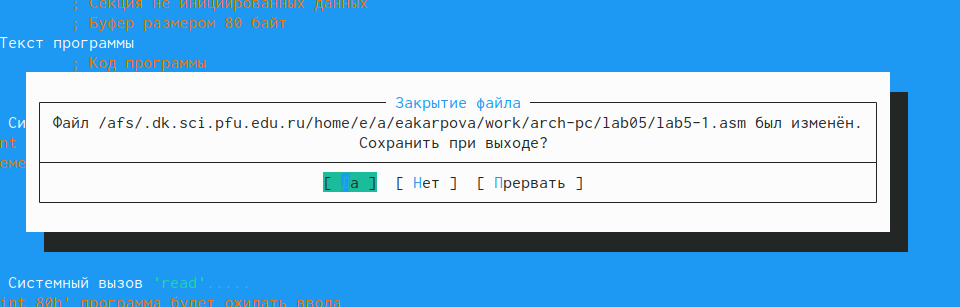 ; Секция не инициированных данных
; Буфер размером 80 байт
Текст программы
; Код программы
Закрытие файла
Си
Файл /afs/.dk.sci.pfu.edu.ru/home/e/a/eakarpova/work/arch-pc/lab05/lab5-1.asm был изменён.
nt
Сохранить при выходе?
еме
[ Да ] [ Нет ] [ Прервать ]
Системный вызов 'read'.....
int 80h' программа будет ожидать ввода